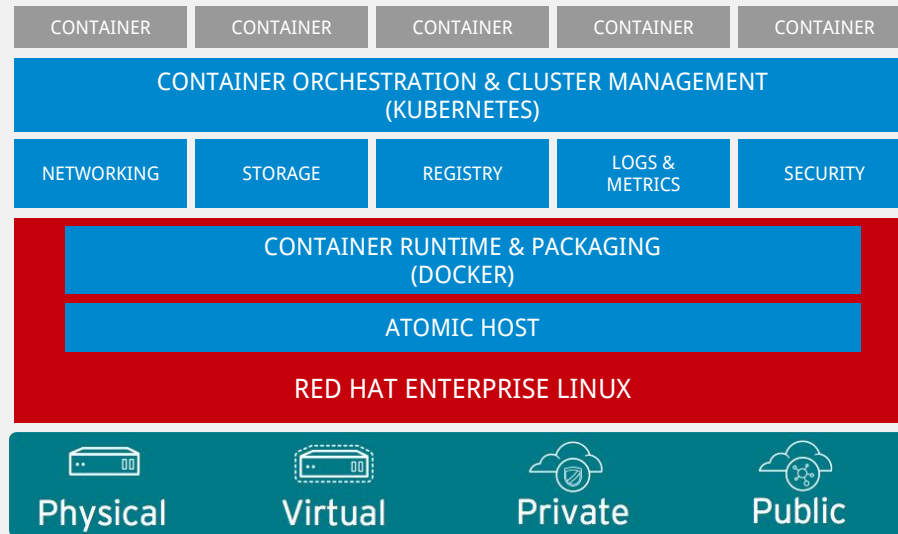 CONTAINER CONTAINER CONTAINER CONTAINER CONTAINER
CONTAINER ORCHESTRATION & CLUSTER MANAGEMENT
(KUBERNETES)
NETWORKING STORAGE REGISTRY LOGS & METRICS SECURITY
CONTAINER RUNTIME & PACKAGING
(DOCKER)
ATOMIC HOST
RED HAT ENTERPRISE LINUX
Physical Virtual Private Public